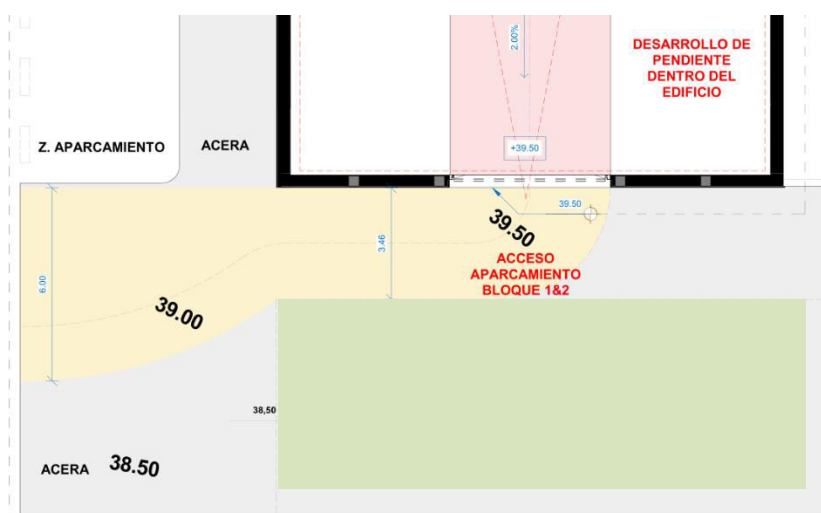 2.00%
DESARROLLO DE
PENDIENTE
DENTRO DEL
EDIFICIO
Z. APARCAMIENTO
ACERA
+39.50
39.50
39.50
3.46
ACCESO
APARCAMIENTO
BLOQUE 1&2
6.00
39.00
38,50
ACERA
38.50